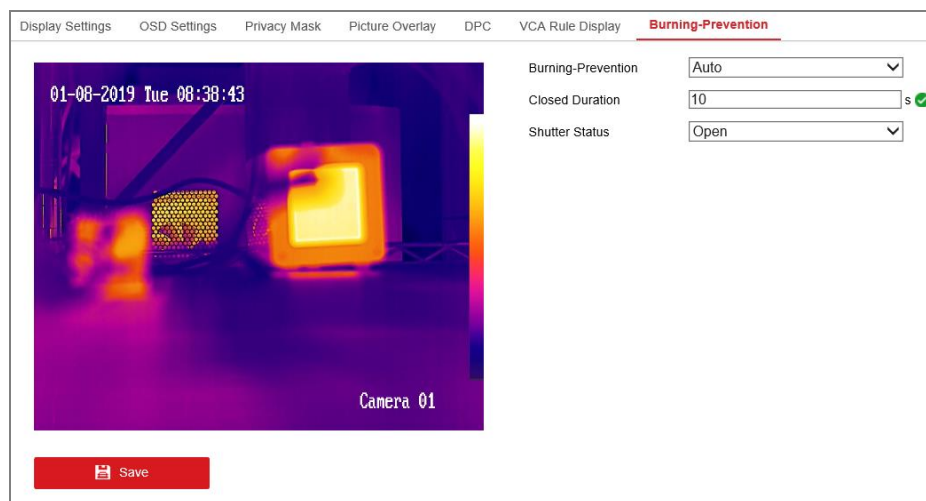 Display Settings OSD Settings Privacy Mask Picture Overlay DPC VCA Rule Display Burning-Prevention
01-08-2019 Tue 08:38:43
Camera 01
Burning-Prevention Auto
Closed Duration 10 s
Shutter Status Open
Save